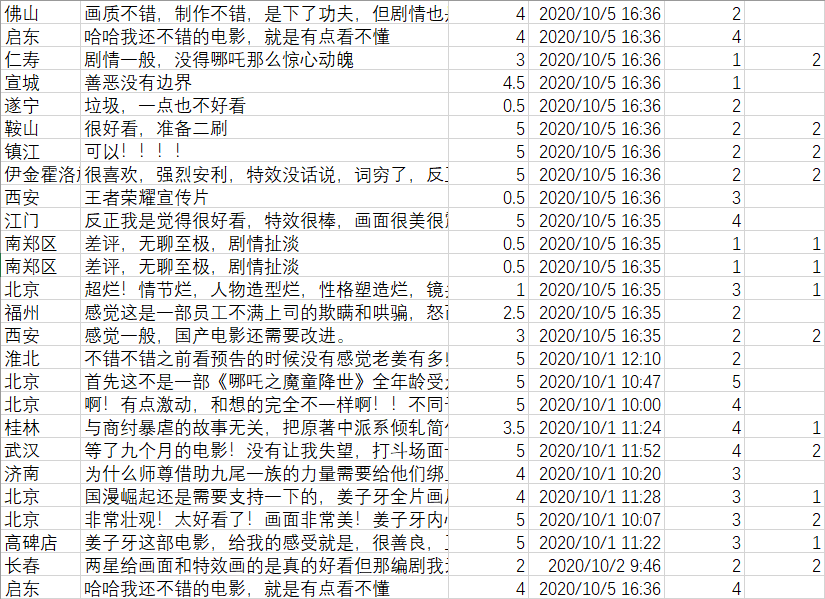 佛山 画质不错，制作不错，是下了功夫，但剧情也 4 2020/10/5 16:36 2
启东 哈哈我还不错的电影，就是有点看不懂 4 2020/10/5 16:36 4
仁寿 剧情一般，没得哪吒那么惊心动魄 3 2020/10/5 16:36 1 2
宣城 善恶没有边界 4.5 2020/10/5 16:36 1
遂宁 垃圾，一点也不好看 0.5 2020/10/5 16:36 2
鞍山 很好看，准备二刷 5 2020/10/5 16:36 2 2
镇江 可以！！！！ 5 2020/10/5 16:36 2 2
伊金霍洛 很喜欢，强烈安利，特效没话说，词穷了，反 5 2020/10/5 16:36 2 2
西安 王者荣耀宣传片 0.5 2020/10/5 16:36 3
江门 反正我是觉得很好看，特效很棒，画面很美很 5 2020/10/5 16:36 4
南郑区 差评，无聊至极，剧情扯淡 0.5 2020/10/5 16:35 1 1
南郑区 差评，无聊至极，剧情扯淡 0.5 2020/10/5 16:35 1 1
北京 超烂！情节烂，人物造型烂，性格塑造烂，镜 1 2020/10/5 16:35 3 1
福州 感觉这是一部员工不满上司的欺瞒和哄骗，怒 2.5 2020/10/5 16:35 2
西安 感觉一般，国产电影还需要改进。 3 2020/10/5 16:35 2 2
淮北 不错不错之前看预告的时候没有感觉老姜有多 5 2020/10/1 12:10 2
北京 首先这不是一部《哪吒之魔童降世》全年龄受 5 2020/10/1 10:47 5
北京 啊！有点激动，和想的完全不一样啊！！不同 5 2020/10/1 10:00 4
桂林 与商纣暴虐的故事无关，把原著中派系倾轧简 3.5 2020/10/1 11:24 4 1
武汉 等了九个月的电影！没有让我失望，打斗场面 5 2020/10/1 11:52 4 2
济南 为什么师尊借助九尾一族的力量需要给他们绑 4 2020/10/1 10:20 3
北京 国漫崛起还是需要支持一下的，姜子牙全片画 4 2020/10/1 11:28 3 1
北京 非常壮观！太好看了！画面非常美！姜子牙内 5 2020/10/1 10:07 3 2
高碑店 姜子牙这部电影，给我的感受就是，很善良， 5 2020/10/1 11:22 3 1
长春 两星给画面和特效画的是真的好看但那编剧我 2 2020/10/2 9:46 2 2
启东 哈哈我还不错的电影，就是有点看不懂 4 2020/10/5 16:36 4